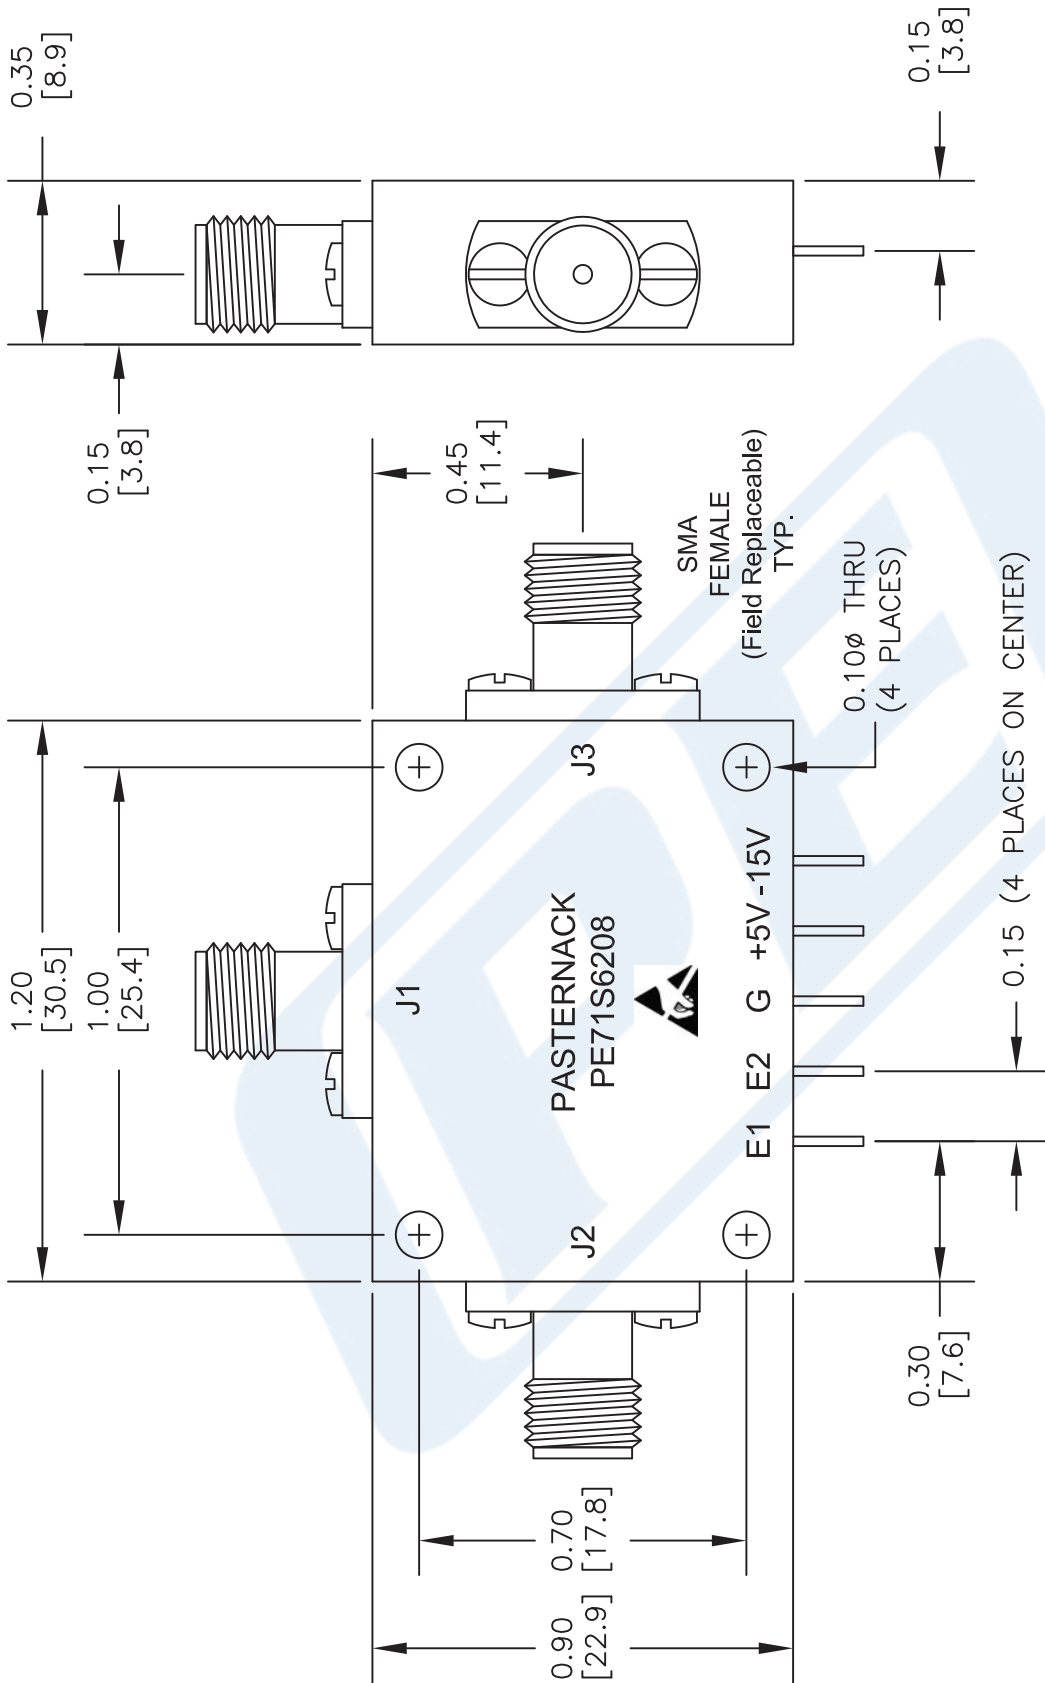 1.20
[30.5]
1.00
[25.4]
0.35
[8.9]
0.15
[3.8]
J1
0.45
[11.4]
0.90
[22.9]
0.70
[17.8]
J2
PASTERNACK
PE71S6208
J3
SMA
FEMALE
(Field Replaceable)
TYP.
E1 E2 G +5V -15V
0.10ø THRU
(4 PLACES)
0.30
[7.6]
0.15 (4 PLACES ON CENTER)
0.15
[3.8]
PE